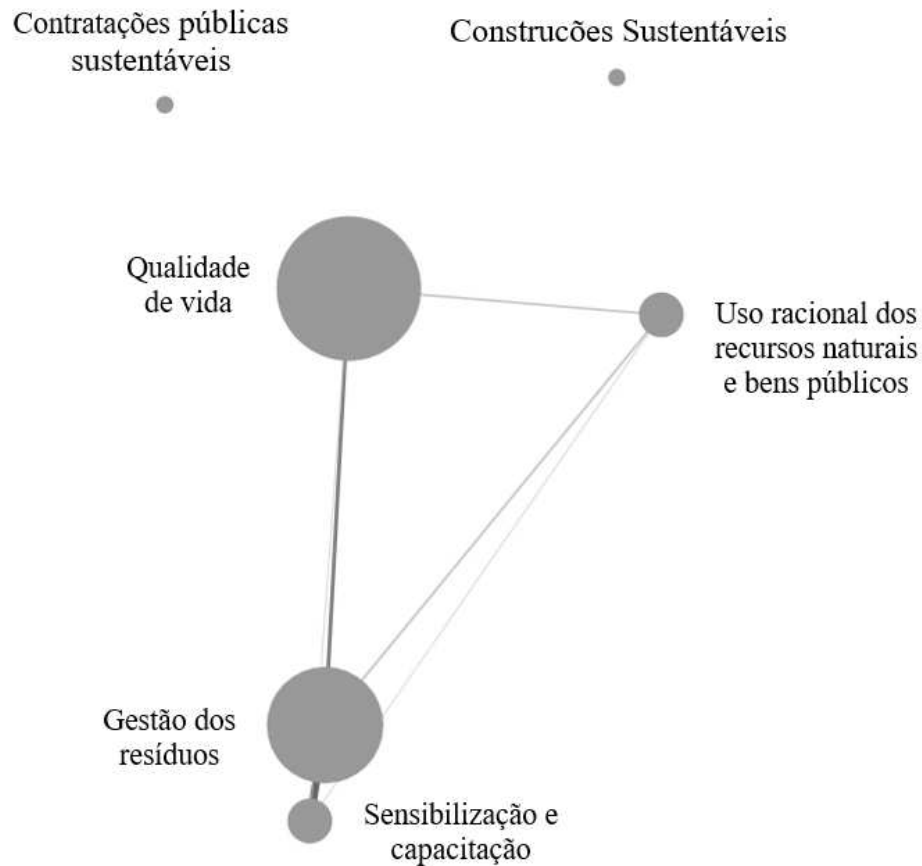 Contratações públicas
sustentáveis
Construcões Sustentáveis
Qualidade
de vida
Uso racional dos
recursos naturais
e bens públicos
Gestão dos
resíduos
Sensibilização e
capacitação